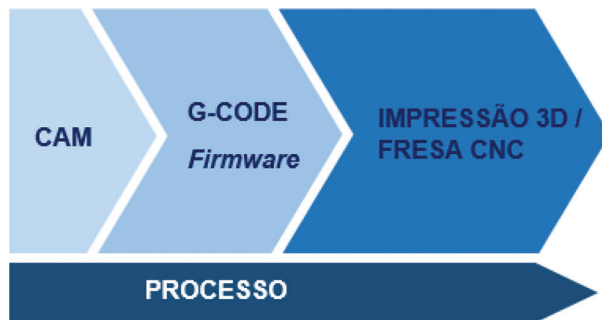 CAM
G-CODE
Firmware
IMPRESSÃO 3D /
FRESA CNC
PROCESSO